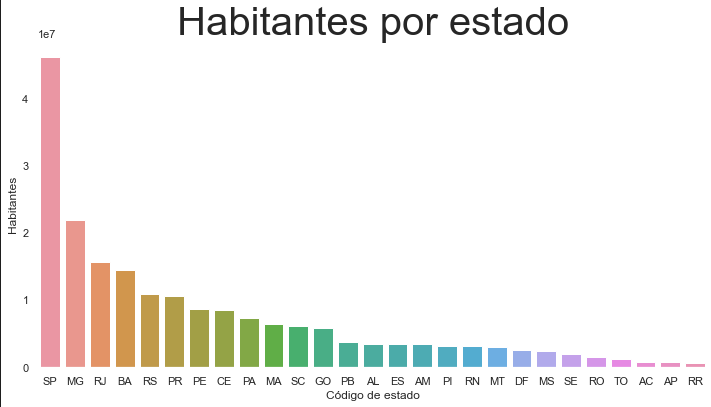 Habitantes por estado
1e7
4
3
2
1
0
Habitantes
SP MG RJ BA RS PR PE CE PA MA SC GO PB AL ES AM PI RN MT DF MS SE RO TO AC AP RR
Código de estado